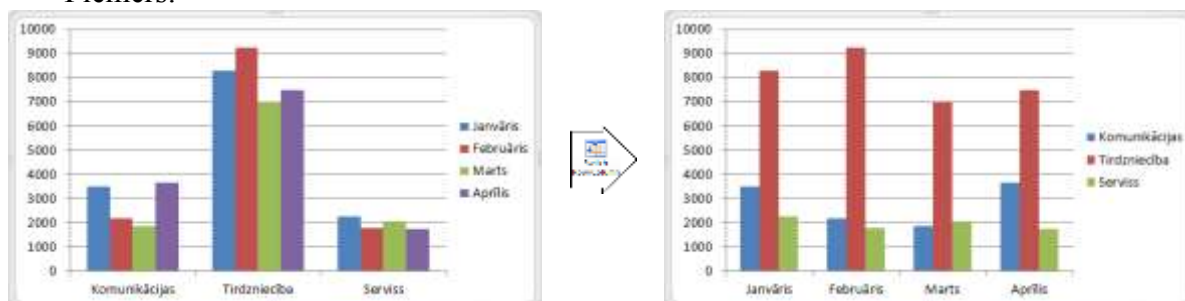 Piemērs:
10000
9000
8000
7000
6000
5000
4000
3000
2000
1000
0
Komunikācijas
Tirdzniecība
Serviss
Janvāris
Februāris
Marts
Aprīlis
10000
9000
8000
7000
6000
5000
4000
3000
2000
1000
0
Janvāris
Februāris
Marts
Aprīlis
Komunikācijas
Tirdzniecība
Serviss